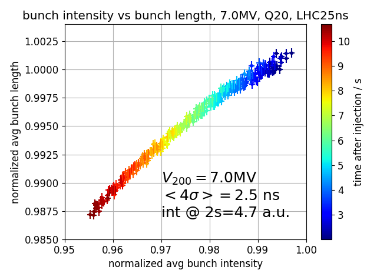 bunch intensity vs bunch length, 7.0MV, Q20, LHC25ns
normalized avg bunch length
1.0025
1.0000
0.9975
0.9950
0.9925
0.9900
0.9875
0.9850
V_200 = 7.0MV
< 4σ > = 2.5 ns
int @ 2s=4.7 a.u.
0.95 0.96 0.97 0.98 0.99 1.00
normalized avg bunch intensity
10
9
8
7
6
5
4
3
time after injection / s